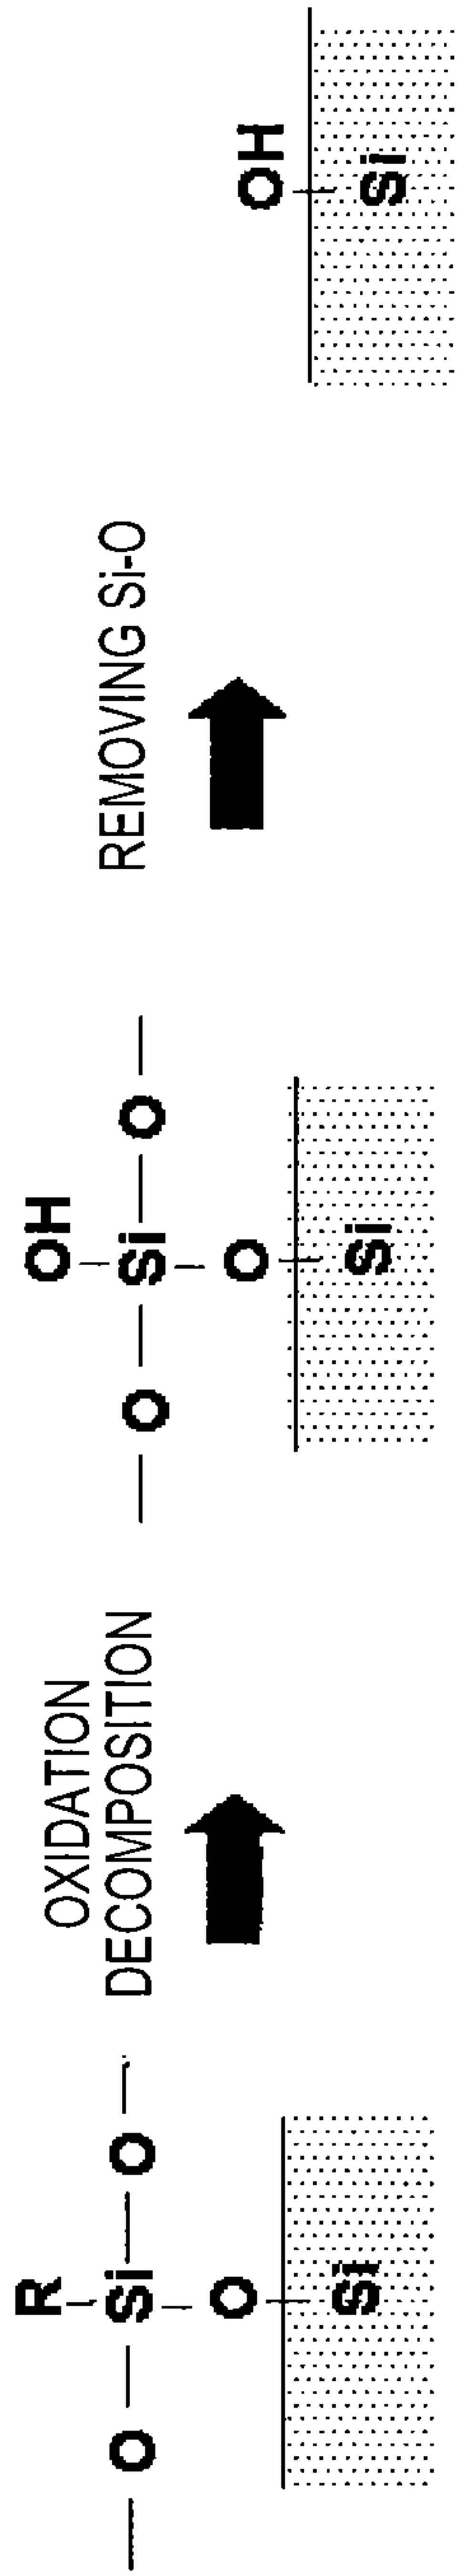 R
O Si O
O
Si
OXIDATION
DECOMPOSITION
OH
O Si O
O
Si
REMOVING Si-O
OH
Si